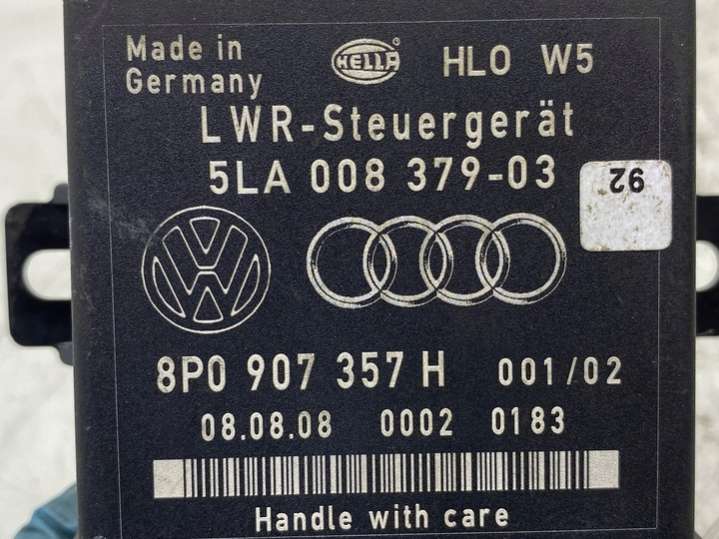 Made in
Germany
HELLA
HLO W5
LWR-Steuergerät
5LA 008 379-03
92
VW
8P0 907 357 H 001/02
08.08.08 0002 0183
Handle with care